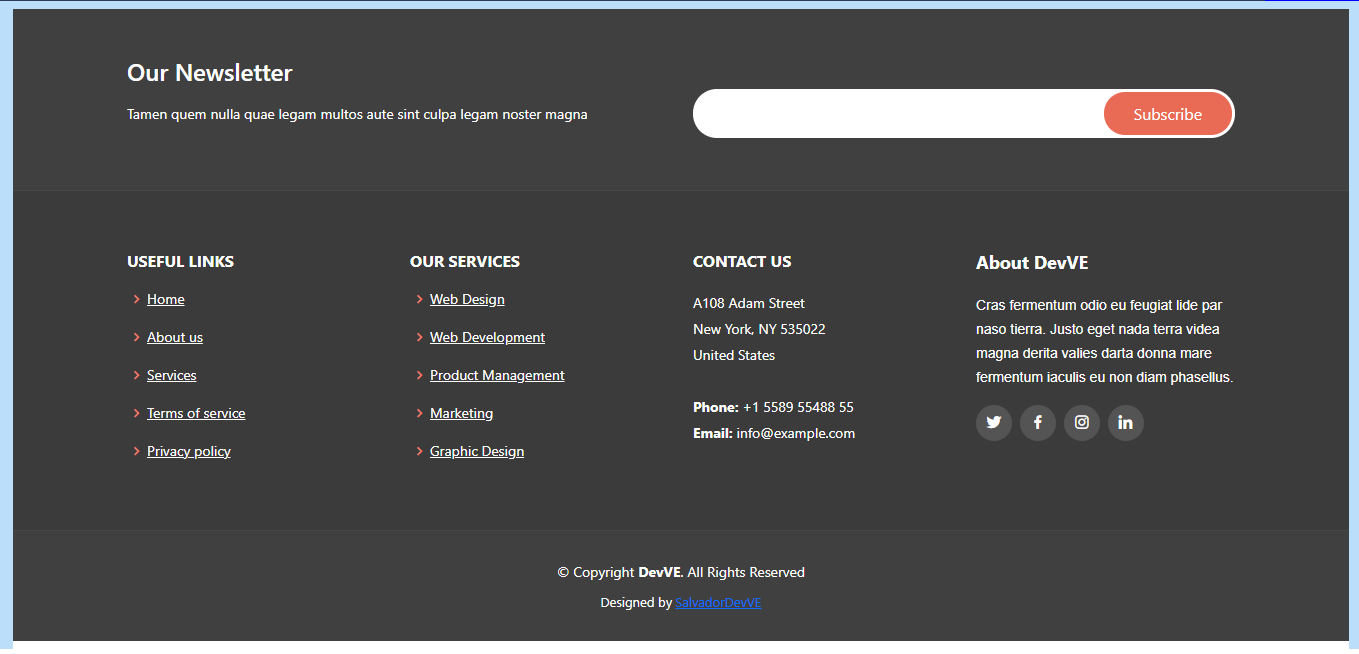 Our Newsletter
Tamen quem nulla quae legam multos aute sint culpa legam noster magna
Subscribe
USEFUL LINKS
Home
About us
Services
Terms of service
Privacy policy
OUR SERVICES
Web Design
Web Development
Product Management
Marketing
Graphic Design
CONTACT US
A108 Adam Street
New York, NY 535022
United States
Phone: +1 5589 55488 55
Email: info@example.com
About DevVE
Cras fermentum odio eu feugiat lide par
naso tierra. Justo eget nada terra videa
magna derita valies darta donna mare
fermentum iaculis eu non diam phasellus.
© Copyright DevVE. All Rights Reserved
Designed by SalvadorDevVE